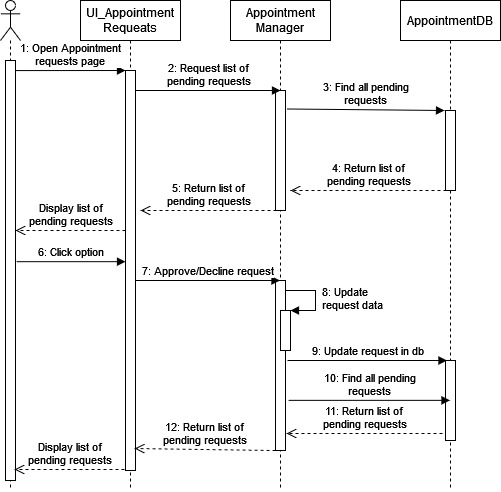 UI_Appointment
Requeats
Appointment
Manager
AppointmentDB
1: Open Appointment
requests page
2: Request list of
pending requests
3: Find all pending
requests
4: Return list of
pending requests
5: Return list of
pending requests
Display list of
pending requests
6: Click option
7: Approve/Decline request
8: Update
request data
9: Update request in db
10: Find all pending
requests
11: Return list of
pending requests
12: Return list of
pending requests
Display list of
pending requests